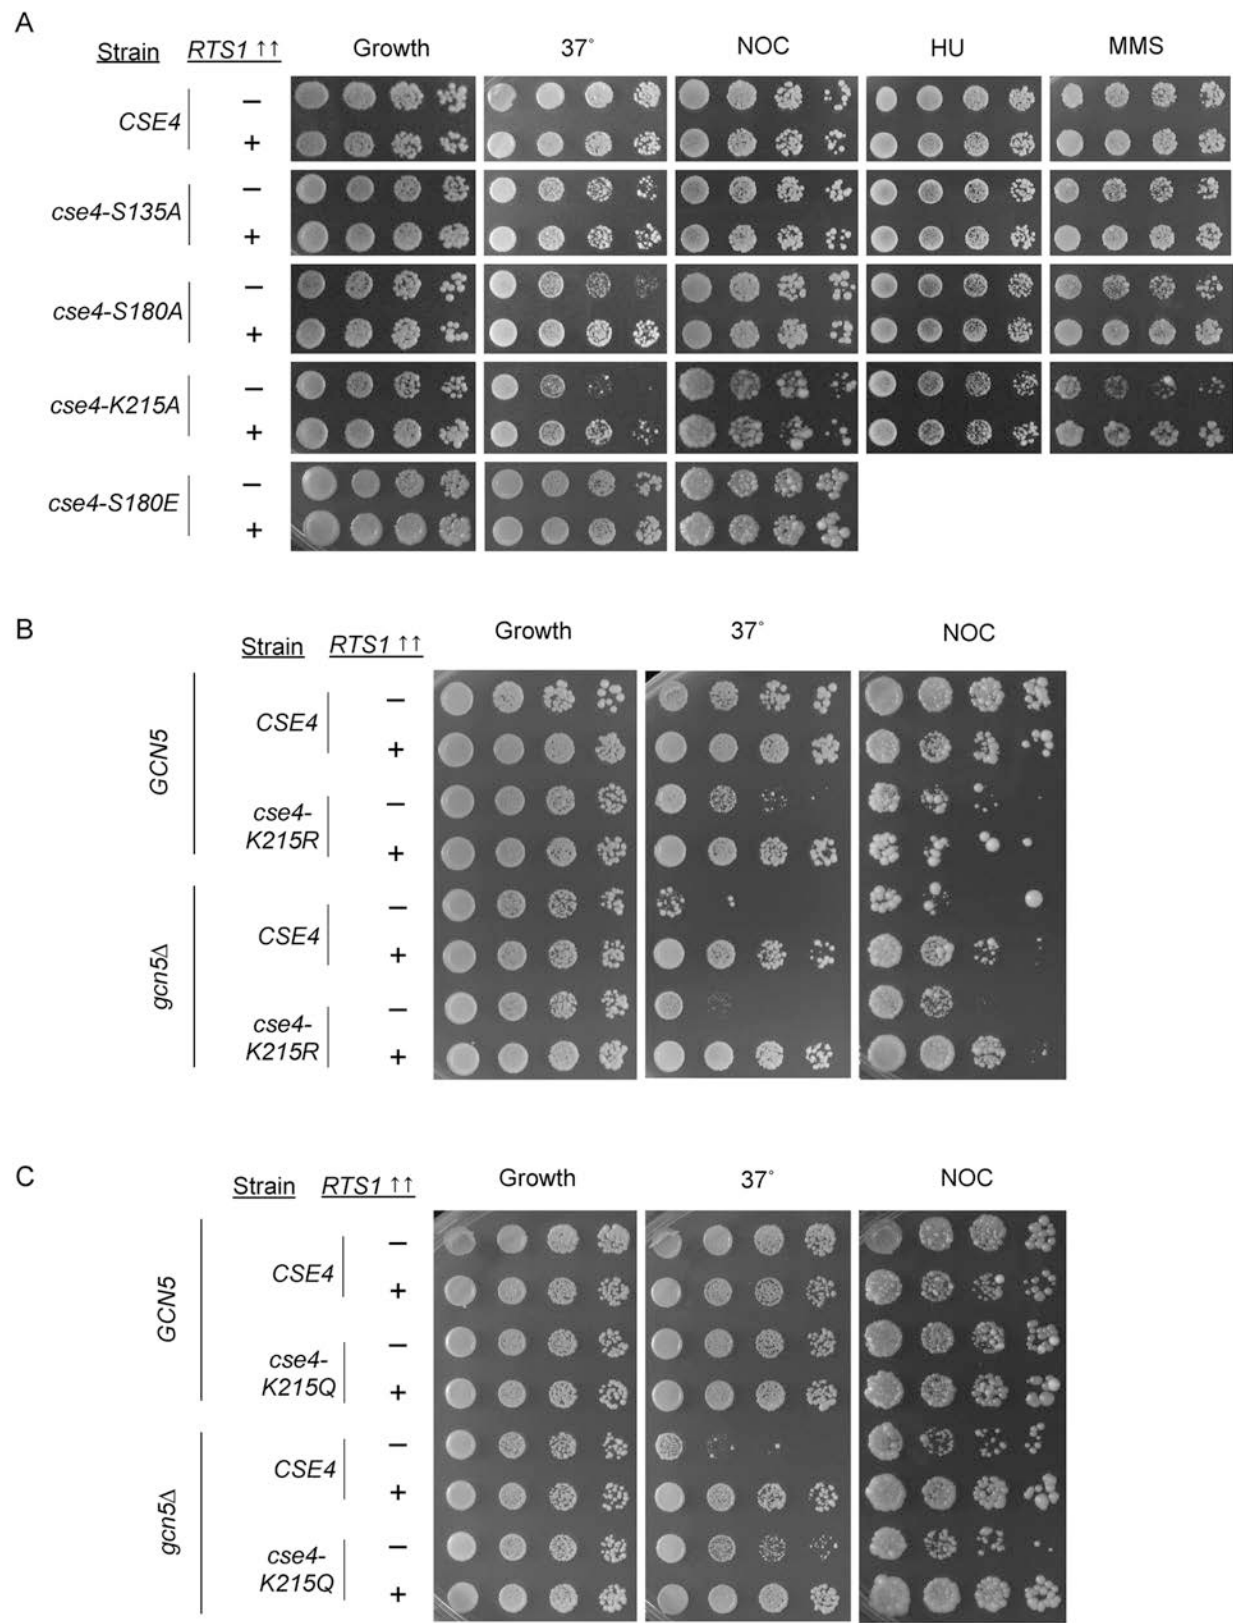 A
Strain RTS1 ↑↑ Growth 37° NOC HU MMS
CSE4
−
+
cse4-S135A
−
+
cse4-S180A
−
+
cse4-K215A
−
+
cse4-S180E
−
+
B
Strain RTS1 ↑↑ Growth 37° NOC
GCN5
CSE4
−
+
cse4-
K215R
−
+
gcn5Δ
CSE4
−
+
cse4-
K215R
−
+
C
Strain RTS1 ↑↑ Growth 37° NOC
GCN5
CSE4
−
+
cse4-
K215Q
−
+
gcn5Δ
CSE4
−
+
cse4-
K215Q
−
+